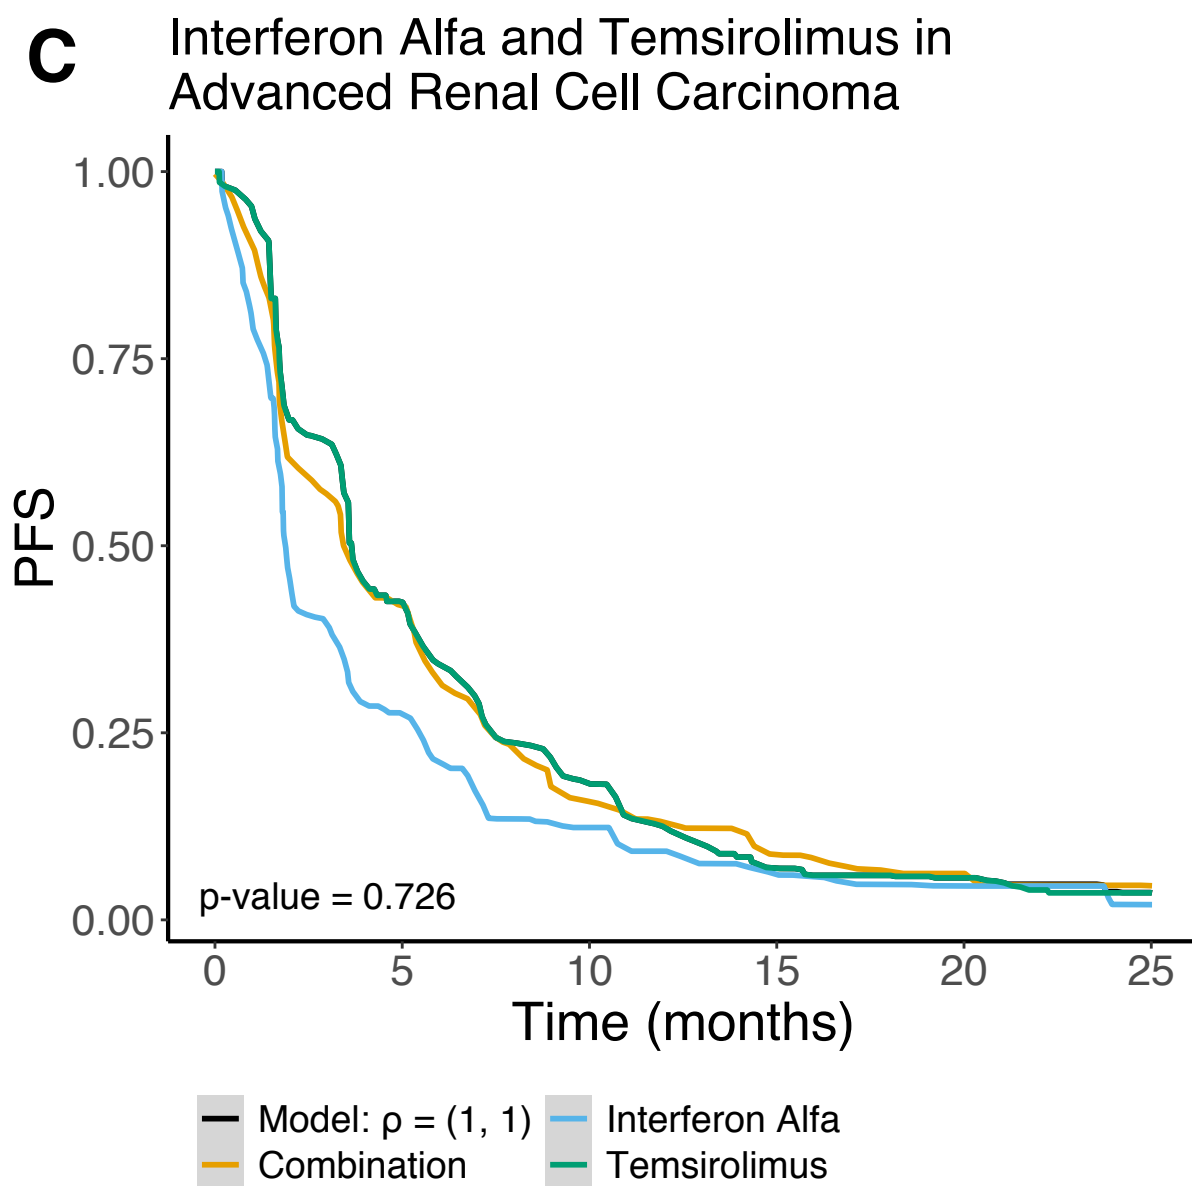 C
Interferon Alfa and Temsirolimus in
Advanced Renal Cell Carcinoma
1.00
0.75
0.50
0.25
0.00
PFS
p-value = 0.726
0 5 10 15 20 25
Time (months)
Model: ρ = (1, 1) Interferon Alfa
Combination Temsirolimus